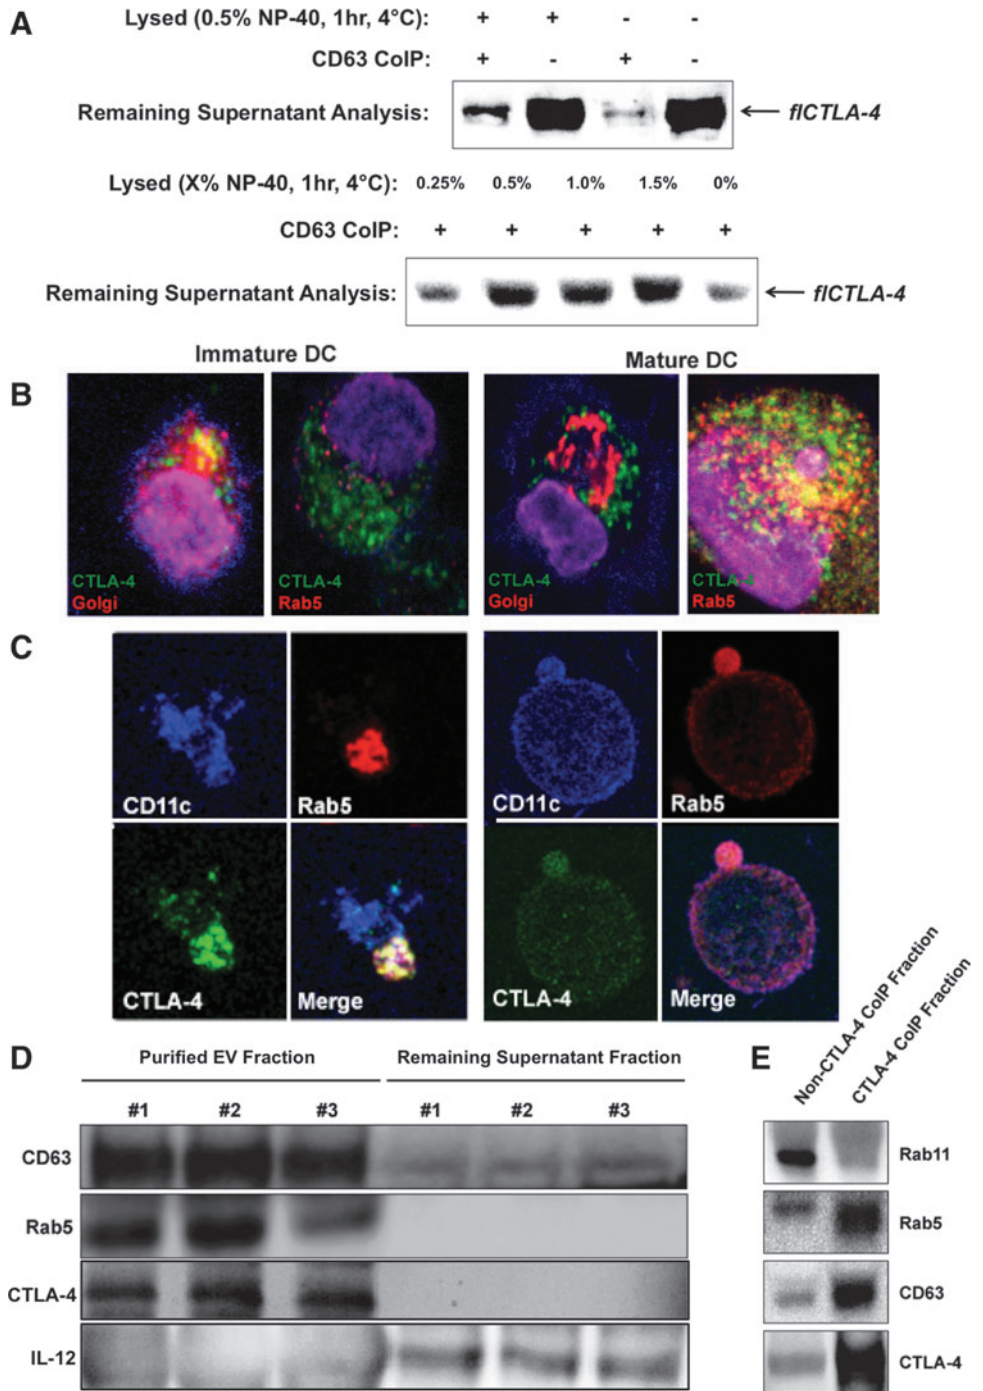 A
Lysed (0.5% NP-40, 1hr, 4°C): + + - -
CD63 CoIP: + - + -
Remaining Supernatant Analysis: flCTLA-4
Lysed (X% NP-40, 1hr, 4°C): 0.25% 0.5% 1.0% 1.5% 0%
CD63 CoIP: + + + + +
Remaining Supernatant Analysis: flCTLA-4
B
Immature DC Mature DC
CTLA-4 CTLA-4 CTLA-4 CTLA-4
Golgi Rab5 Golgi Rab5
C
CD11c Rab5 CD11c Rab5
CTLA-4 Merge CTLA-4 Merge
D
Purified EV Fraction Remaining Supernatant Fraction
#1 #2 #3 #1 #2 #3
CD63
Rab5
CTLA-4
IL-12
E
Non-CTLA-4 CoIP Fraction
CTLA-4 CoIP Fraction
Rab11
Rab5
CD63
CTLA-4